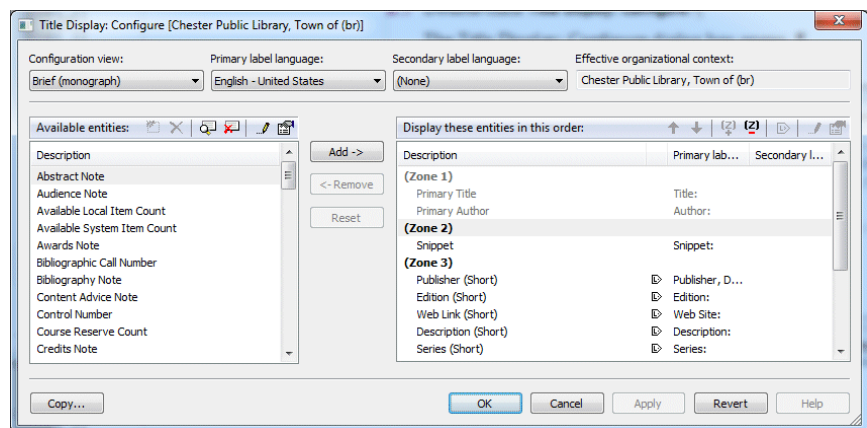 Title Display: Configure [Chester Public Library, Town of (br)]
Configuration view: Primary label language: Secondary label language: Effective organizational context:
Brief (monograph) English - United States (None) Chester Public Library, Town of (br)
Available entities: Display these entities in this order:
Description Add -> Description Primary lab... Secondary l...
Abstract Note (Zone 1)
Audience Note <- Remove Primary Title Title:
Available Local Item Count Primary Author Author:
Available System Item Count Reset (Zone 2)
Awards Note Snippet Snippet:
Bibliographic Call Number (Zone 3)
Bibliography Note Publisher (Short) Publisher, D...
Content Advice Note Edition (Short) Edition:
Control Number Web Link (Short) Web Site:
Course Reserve Count Description (Short) Description:
Credits Note Series (Short) Series:
Copy... OK Cancel Apply Revert Help